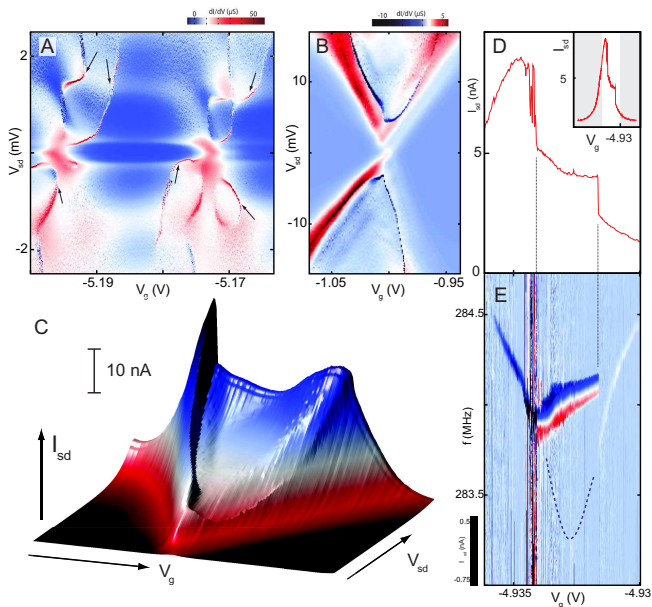 dI/dV (µS)
0
50
A
2
V_sd (mV)
0
-2
-5.19
-5.17
V_g (V)
dI/dV (µS)
-10
5
B
10
V_sd (mV)
-10
-1.05
-0.95
V_g (V)
C
10 nA
I_sd
V_g
V_sd
D
I_sd (nA)
5
0
I_sd
5
V_g
-4.93
E
284.5
f (MHz)
283.5
0.5
I_sd (nA)
-0.75
-4.935
-4.93
V_g (V)